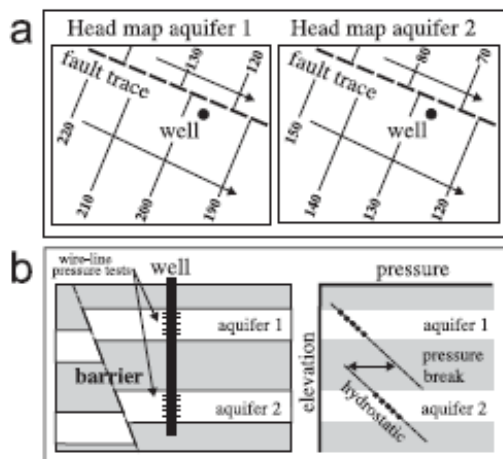 a
Head map aquifer 1
Head map aquifer 2
130
120
fault trace
220
well
210
200
190
80
70
fault trace
150
well
140
130
120
b
wire-line
pressure tests
well
pressure
aquifer 1
barrier
aquifer 2
elevation
aquifer 1
pressure
break
hydrostatic
aquifer 2